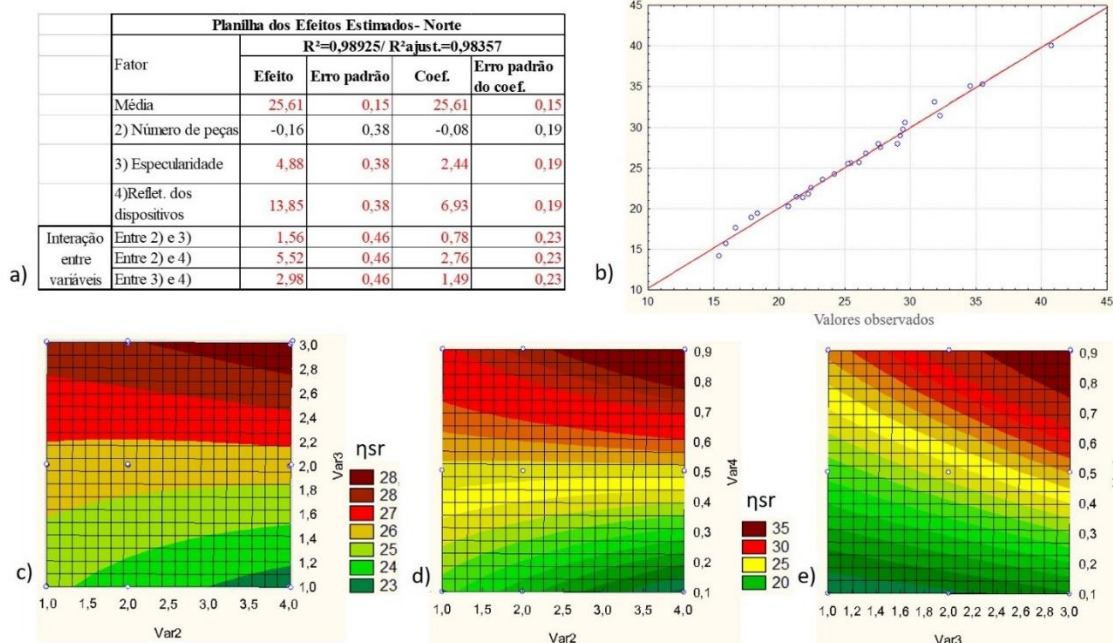 Planilha dos Efeitos Estimados- Norte
R²=0,98925/ R²ajust.=0,98357
Fator Efeito Erro padrão Coef. Erro padrão do coef.
Média 25,61 0,15 25,61 0,15
2) Número de peças -0,16 0,38 -0,08 0,19
3) Especularidade 4,88 0,38 2,44 0,19
4)Reflet. dos dispositivos 13,85 0,38 6,93 0,19
Interação entre variáveis
Entre 2) e 3) 1,56 0,46 0,78 0,23
Entre 2) e 4) 5,52 0,46 2,76 0,23
Entre 3) e 4) 2,98 0,46 1,49 0,23
a)
b)
45
40
35
30
25
20
15
10
10 15 20 25 30 35 40 45
Valores observados
c)
3,0
2,8
2,6
2,4
2,2
2,0
1,8
1,6
1,4
1,2
1,0
Var3
1,0 1,5 2,0 2,5 3,0 3,5 4,0
Var2
ηsr
28
28
27
26
25
24
23
d)
0,9
0,8
0,7
0,6
0,5
0,4
0,3
0,2
0,1
Var4
1,0 1,5 2,0 2,5 3,0 3,5 4,0
Var2
ηsr
35
30
25
20
e)
0,9
0,8
0,7
0,6
0,5
0,4
0,3
0,2
0,1
1,0 1,2 1,4 1,6 1,8 2,0 2,2 2,4 2,6 2,8 3,0
Var3